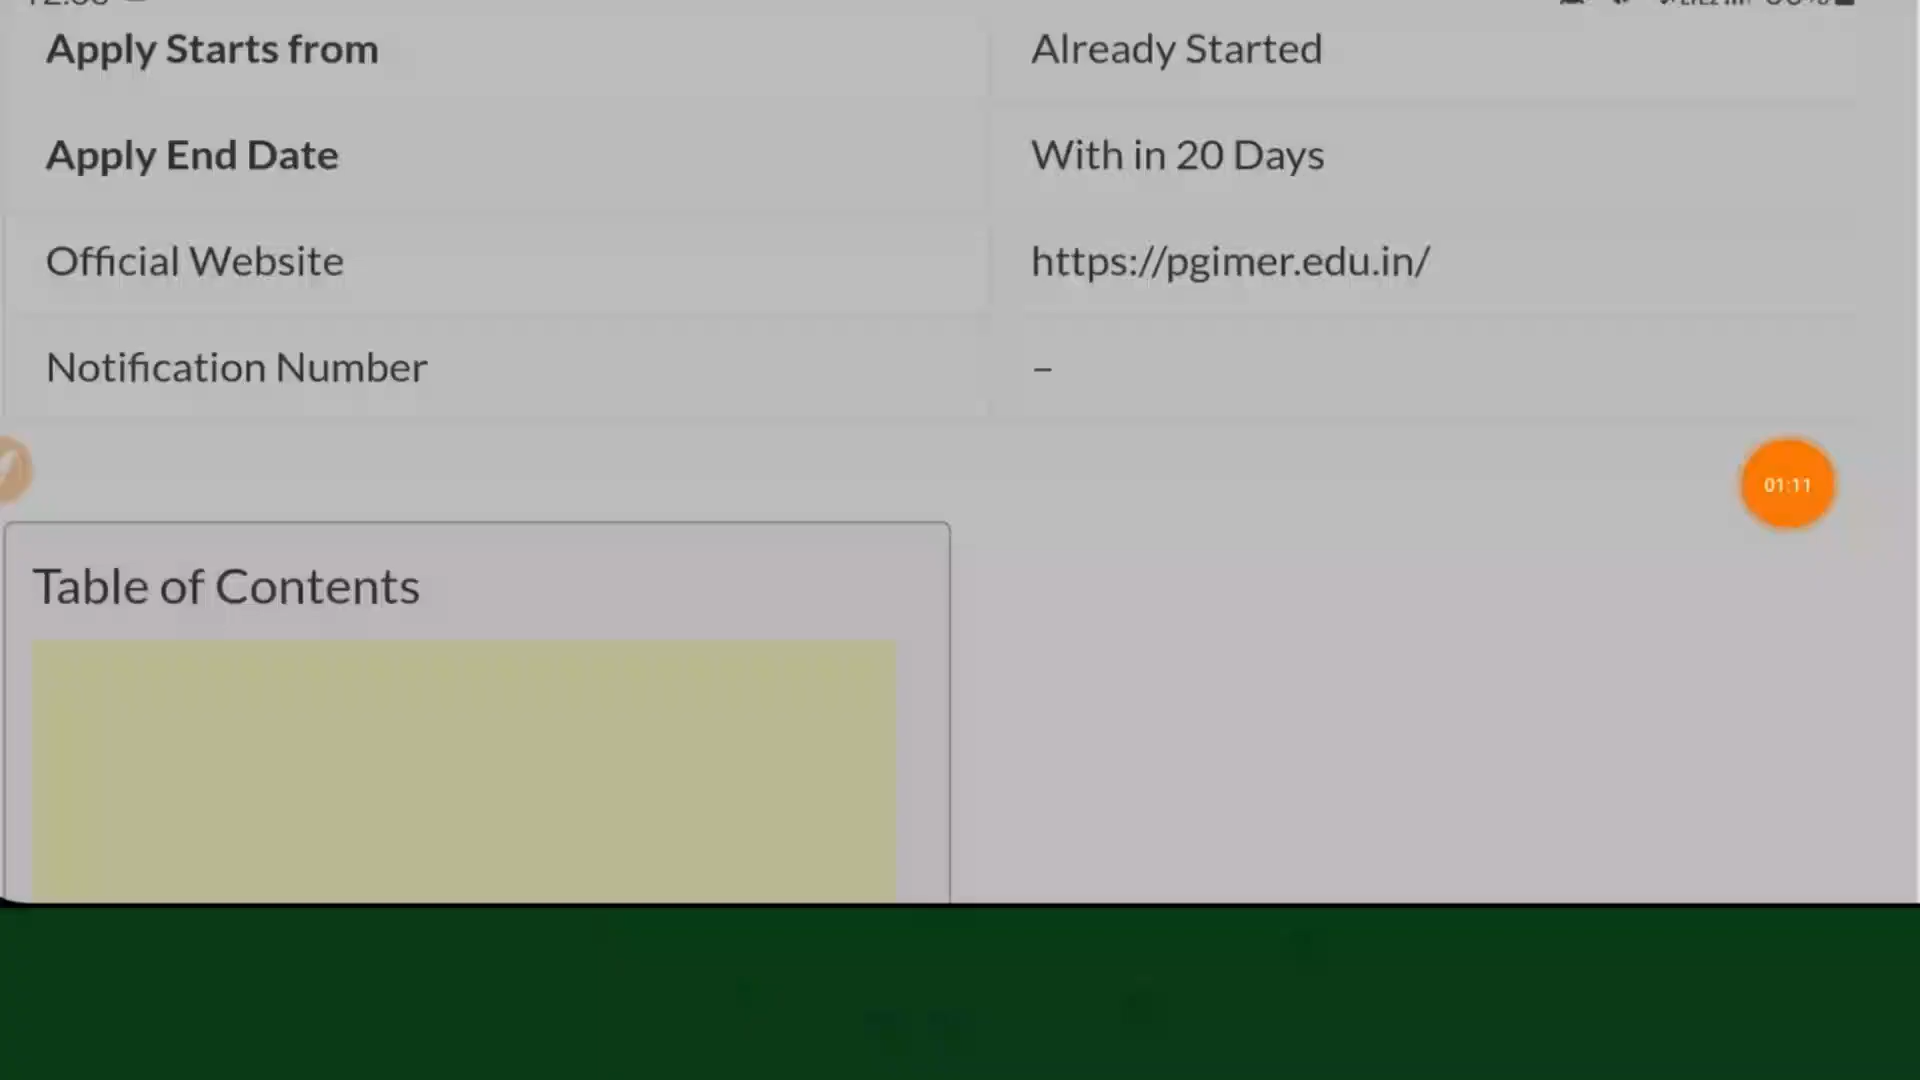 Apply Starts from Already Started
Apply End Date With in 20 Days
Official Website https://pgimer.edu.in/
Notification Number –
01:11
Table of Contents